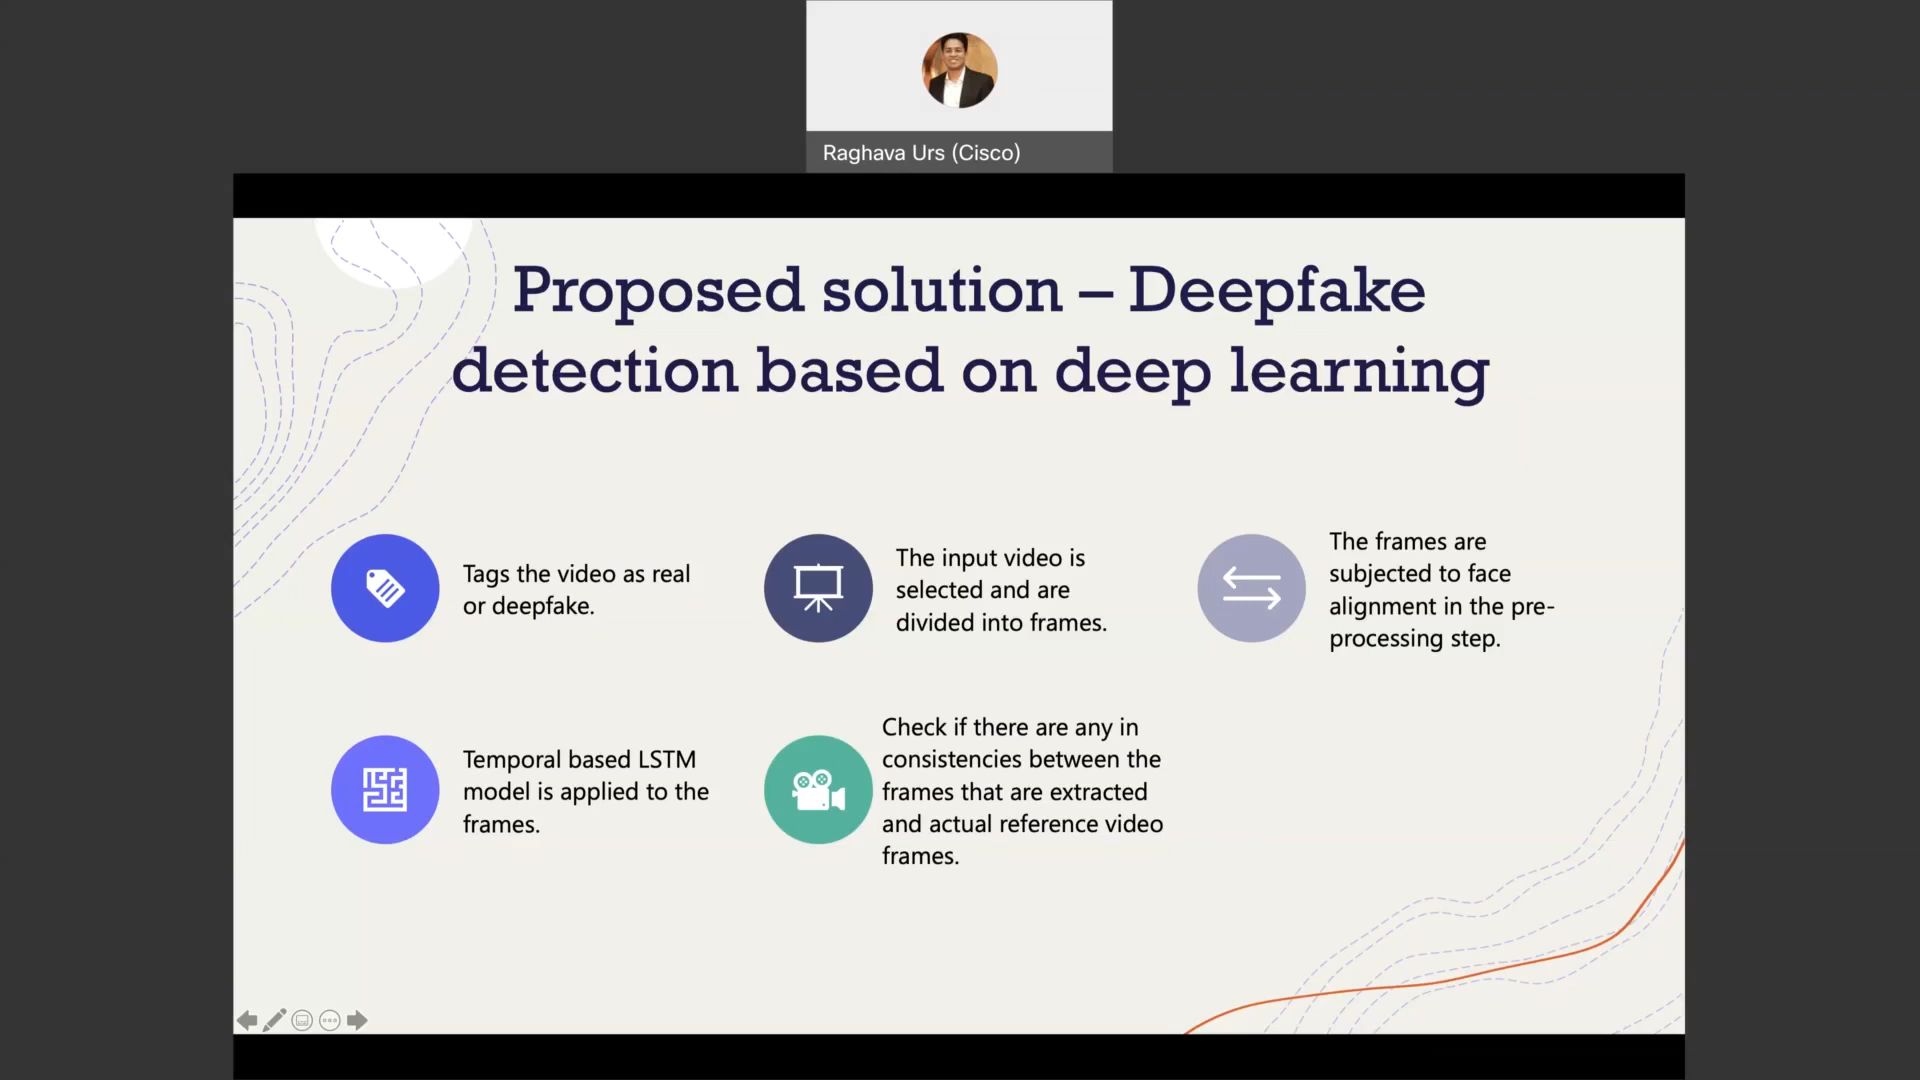 Raghava Urs (Cisco)
Proposed solution – Deepfake
detection based on deep learning
Tags the video as real
or deepfake.
The input video is
selected and are
divided into frames.
The frames are
subjected to face
alignment in the pre-
processing step.
Temporal based LSTM
model is applied to the
frames.
Check if there are any in
consistencies between the
frames that are extracted
and actual reference video
frames.